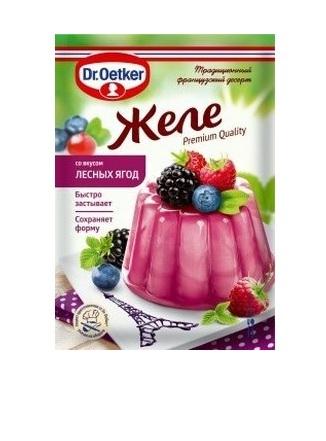 Dr.Oetker
Традиционный
французский десерт
Желе
Premium Quality
со вкусом
ЛЕСНЫХ ЯГОД
Быстро
застывает
Сохраняет
форму